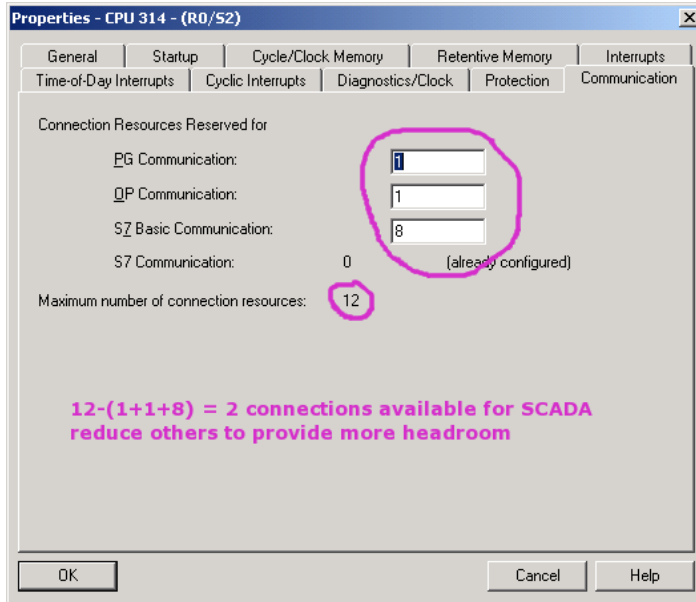 Properties - CPU 314 - (R0/S2)
General Startup Cycle/Clock Memory Retentive Memory Interrupts
Time-of-Day Interrupts Cyclic Interrupts Diagnostics/Clock Protection Communication
Connection Resources Reserved for
PG Communication: 1
OP Communication: 1
S7 Basic Communication: 8
S7 Communication: 0 (already configured)
Maximum number of connection resources: 12
12-(1+1+8) = 2 connections available for SCADA
reduce others to provide more headroom
OK Cancel Help